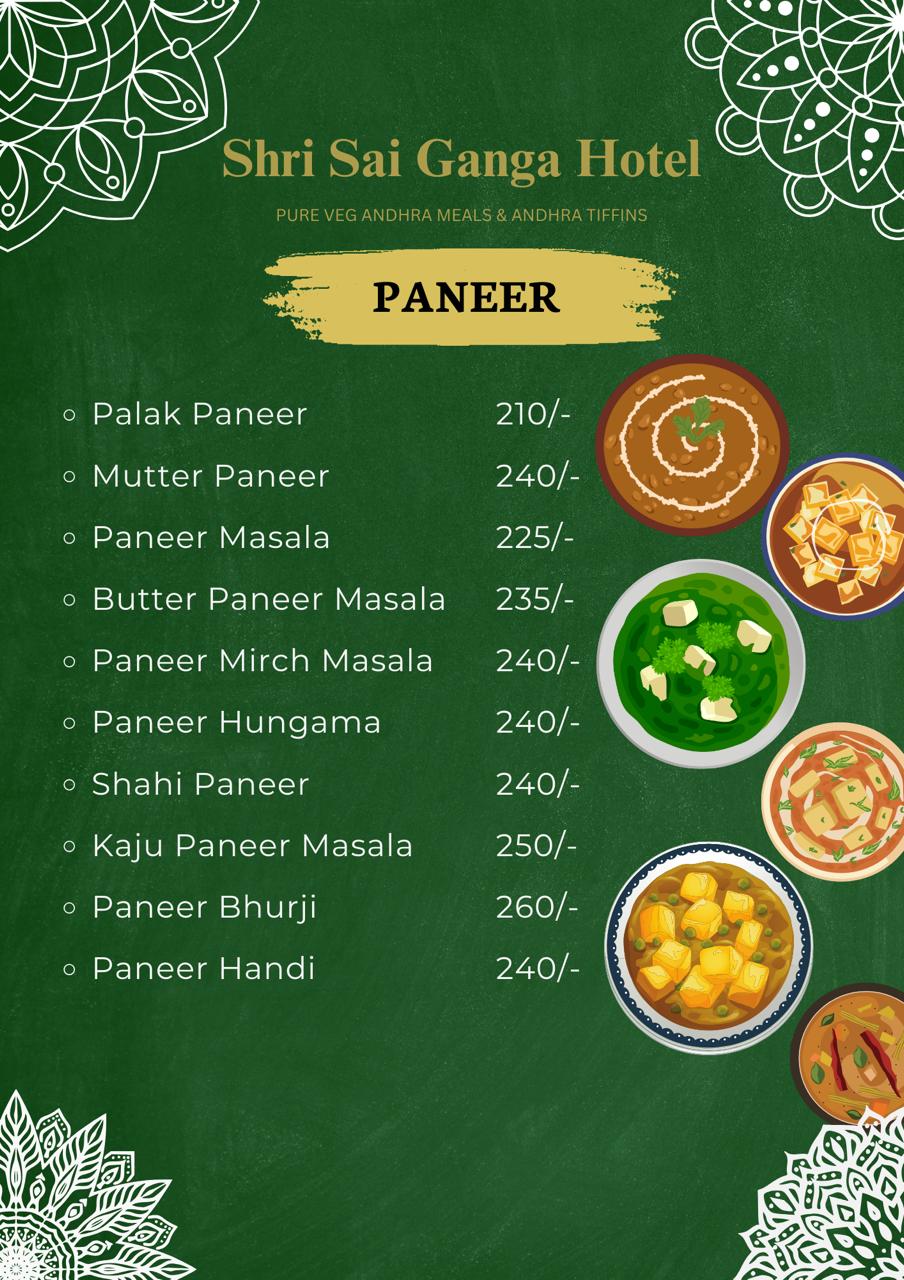 Shri Sai Ganga Hotel
PURE VEG ANDHRA MEALS & ANDHRA TIFFINS
PANEER
Palak Paneer 210/-
Mutter Paneer 240/-
Paneer Masala 225/-
Butter Paneer Masala 235/-
Paneer Mirch Masala 240/-
Paneer Hungama 240/-
Shahi Paneer 240/-
Kaju Paneer Masala 250/-
Paneer Bhurji 260/-
Paneer Handi 240/-